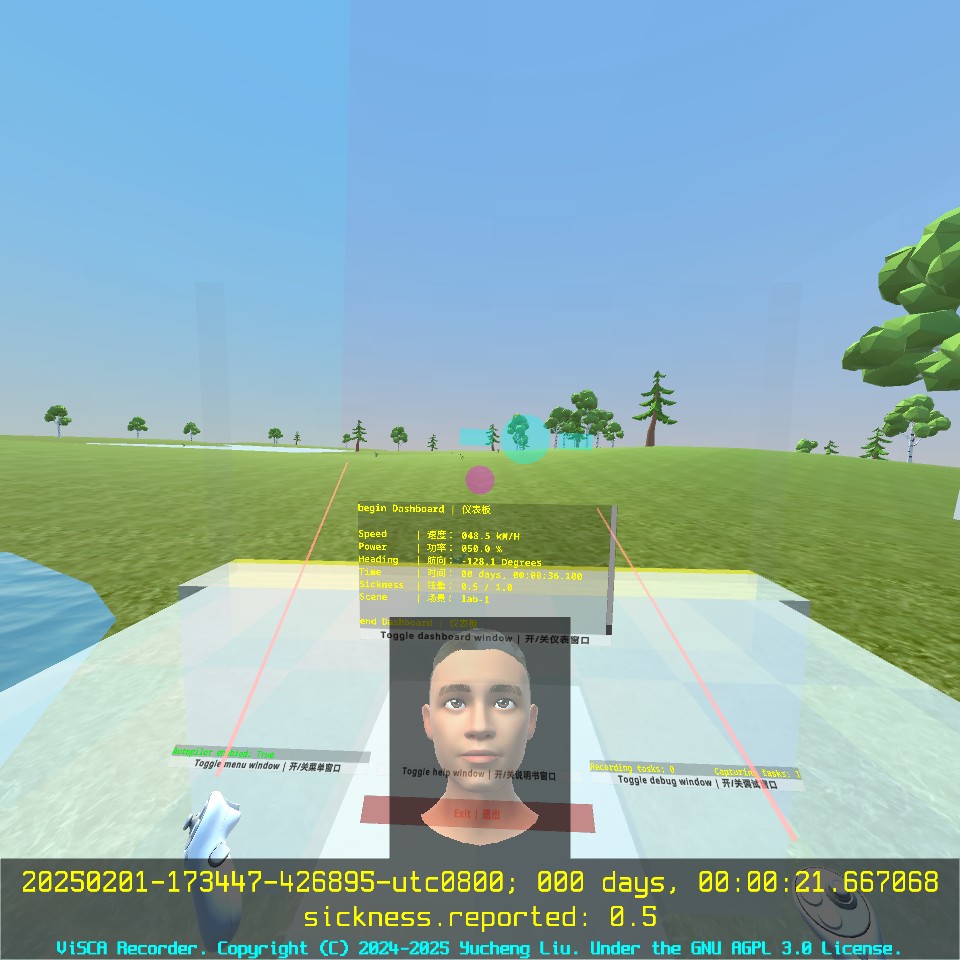 begin Dashboard | 仪表板
Speed | 速度: 048.5 kM/H
Power | 功率: 050.0 %
Heading | 航向: -128.1 Degrees
Time | 时间: 00 days, 00:00:36.100
Sickness | 眩晕: 0.5 / 1.0
Scene | 场景: lab-1
end Dashboard | 仪表板
Toggle dashboard window | 开/关仪表窗口
Autopilot enabled: True
Toggle menu window | 开/关菜单窗口
Toggle help window | 开/关说明书窗口
Recording tasks: 0 Capturing tasks: 1
Toggle debug window | 开/关调试窗口
Exit | 退出
20250201-173447-426895-utc0800; 000 days, 00:00:21.667068
sickness.reported: 0.5
ViSCA Recorder. Copyright (C) 2024-2025 Yucheng Liu. Under the GNU AGPL 3.0 License.